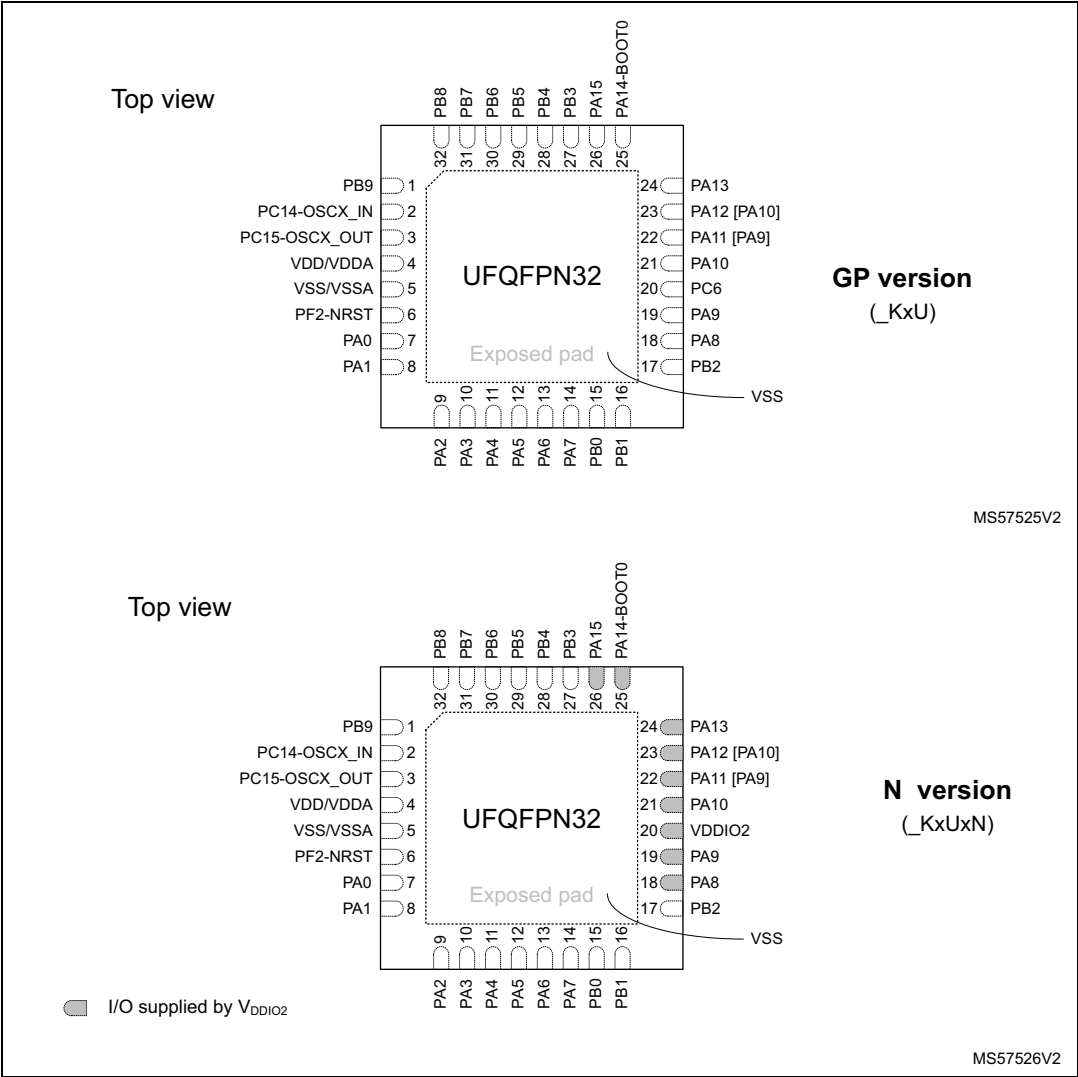 Top view
PB8
PB7
PB6
PB5
PB4
PB3
PA15
PA14-BOOT0
32
31
30
29
28
27
26
25
PB9 1
PC14-OSCX_IN 2
PC15-OSCX_OUT 3
VDD/VDDA 4
VSS/VSSA 5
PF2-NRST 6
PA0 7
PA1 8
UFQFPN32
Exposed pad
24 PA13
23 PA12 [PA10]
22 PA11 [PA9]
21 PA10
20 PC6
19 PA9
18 PA8
17 PB2
VSS
9
10
11
12
13
14
15
16
PA2
PA3
PA4
PA5
PA6
PA7
PB0
PB1
GP version
(_KxU)
MS57525V2
Top view
PB8
PB7
PB6
PB5
PB4
PB3
PA15
PA14-BOOT0
32
31
30
29
28
27
26
25
PB9 1
PC14-OSCX_IN 2
PC15-OSCX_OUT 3
VDD/VDDA 4
VSS/VSSA 5
PF2-NRST 6
PA0 7
PA1 8
UFQFPN32
Exposed pad
24 PA13
23 PA12 [PA10]
22 PA11 [PA9]
21 PA10
20 VDDIO2
19 PA9
18 PA8
17 PB2
VSS
9
10
11
12
13
14
15
16
PA2
PA3
PA4
PA5
PA6
PA7
PB0
PB1
N version
(_KxUxN)
I/O supplied by VDDIO2
MS57526V2